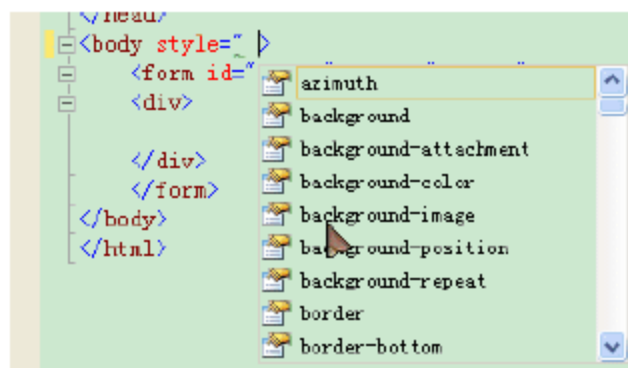 </head>
<body style=" >
<form id="
<div>
</div>
</form>
</body>
</html>
azimuth
background
background-attachment
background-color
background-image
background-position
background-repeat
border
border-bottom